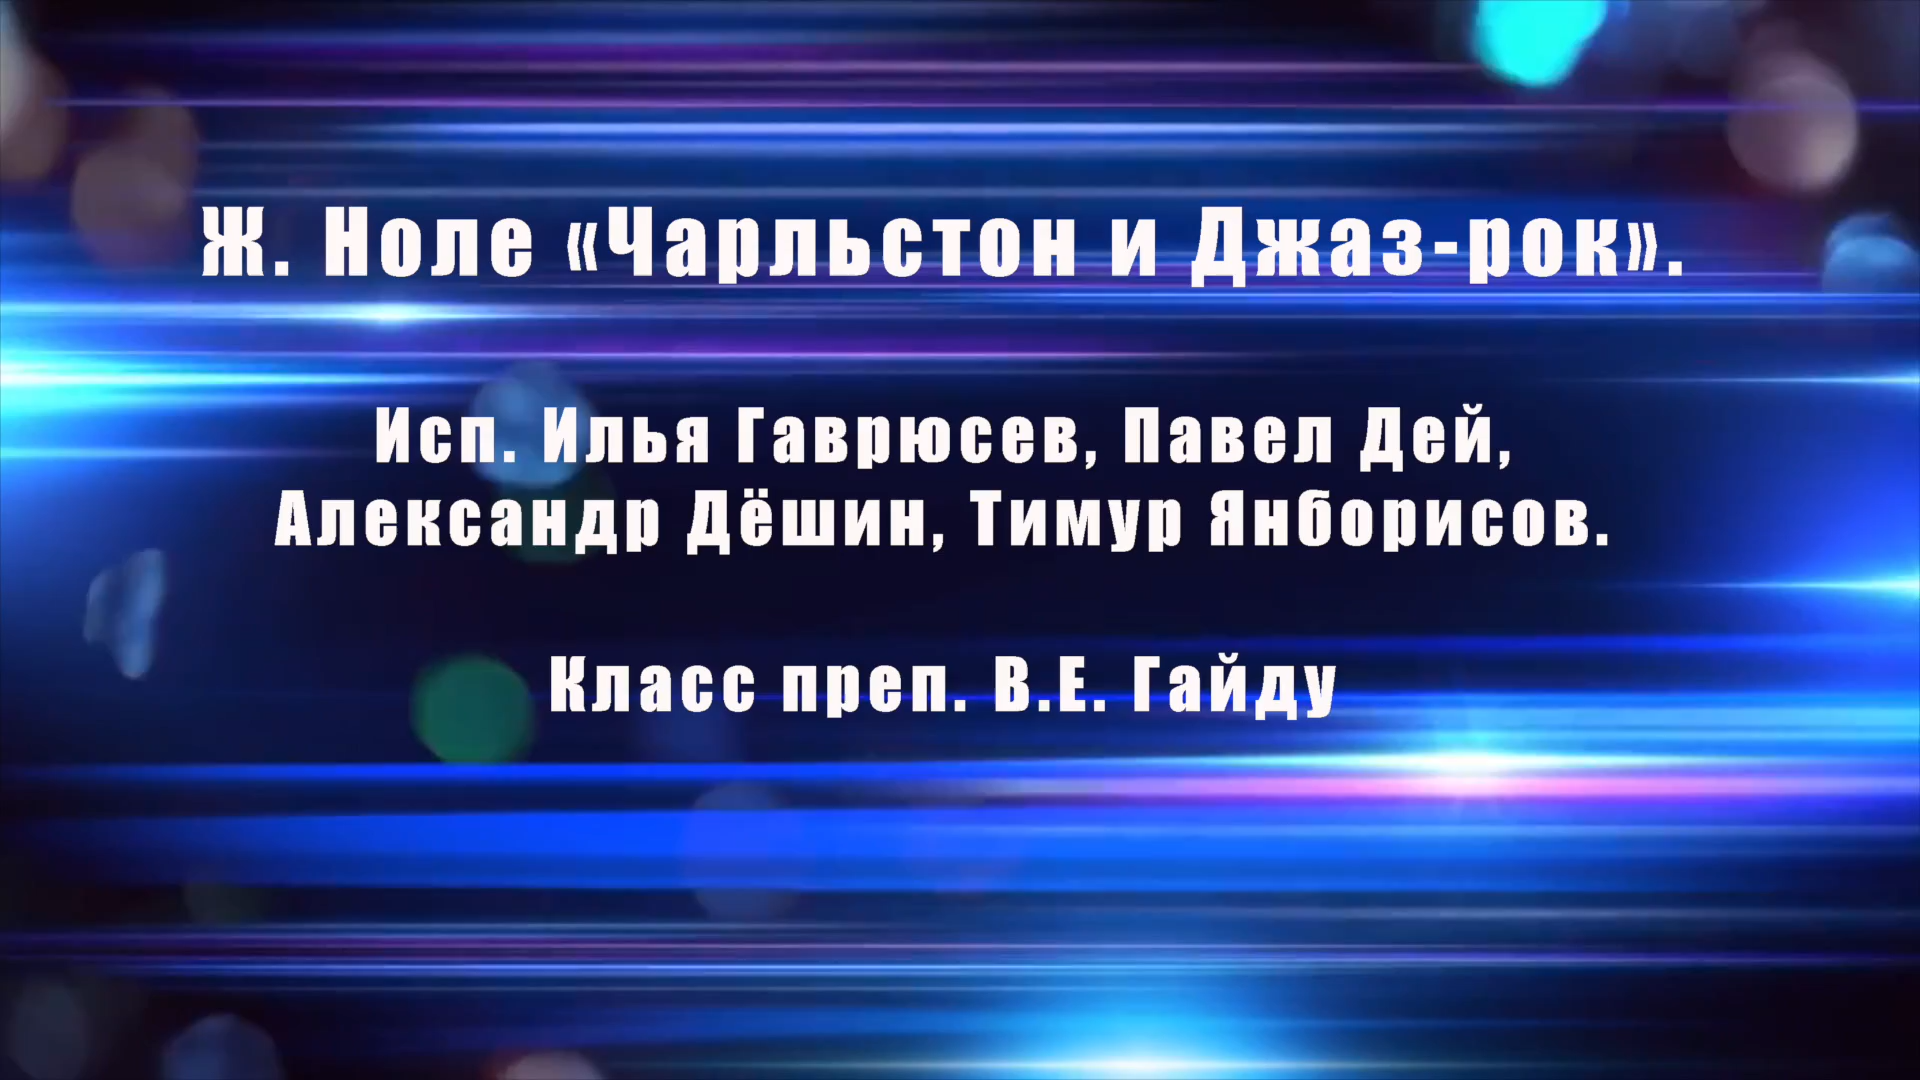 Ж. Ноле «Чарльстон и Джаз-рок».
Исп. Илья Гаврюсев, Павел Дей,
Александр Дёшин, Тимур Янборисов.
Класс преп. В.Е. Гайду